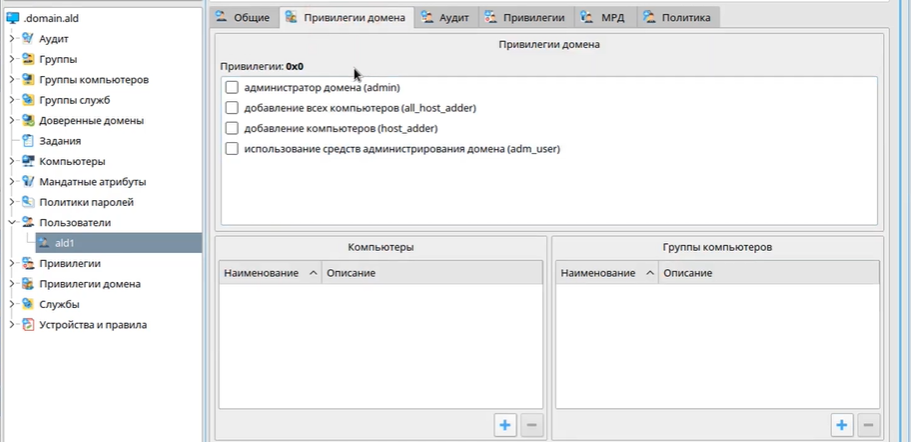 .domain.ald
Аудит
Группы
Группы компьютеров
Группы служб
Доверенные домены
Задания
Компьютеры
Мандатные атрибуты
Политики паролей
Пользователи
ald1
Привилегии
Привилегии домена
Службы
Устройства и правила
Общие Привилегии домена Аудит Привилегии МРД Политика
Привилегии домена
Привилегии: 0x0
администратор домена (admin)
добавление всех компьютеров (all_host_adder)
добавление компьютеров (host_adder)
использование средств администрирования домена (adm_user)
Компьютеры
Наименование Описание
Группы компьютеров
Наименование Описание